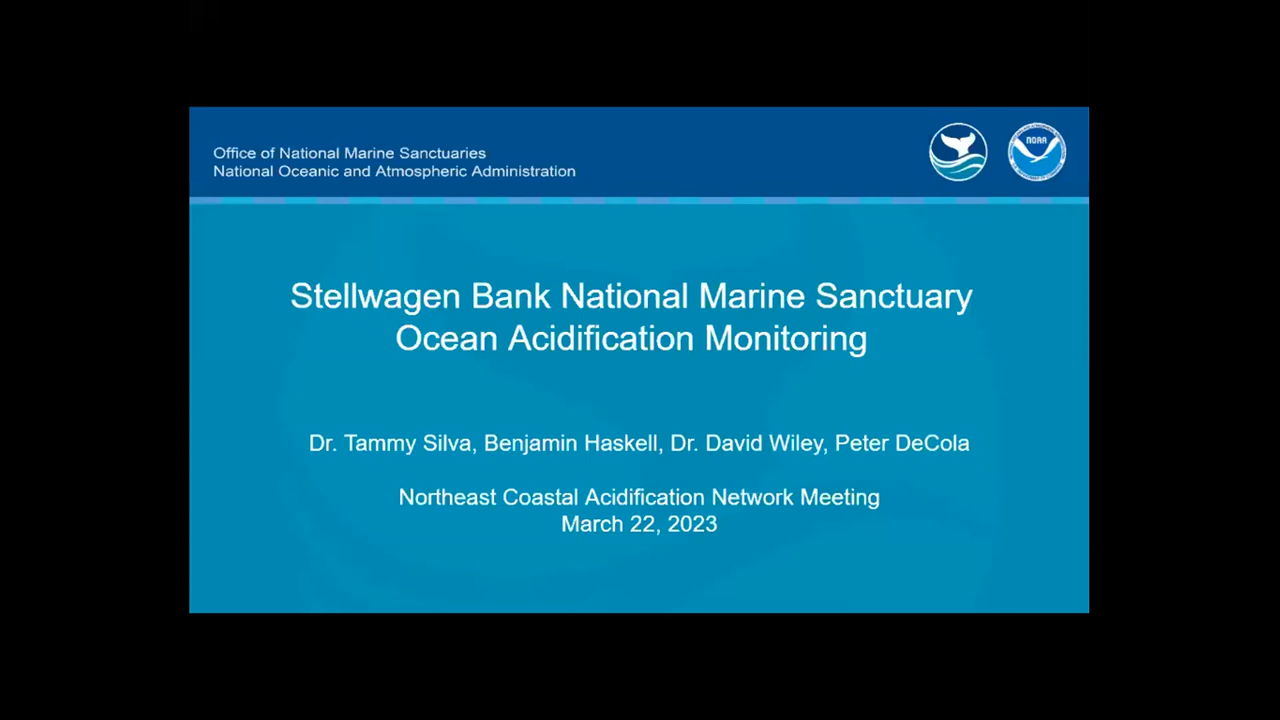 Office of National Marine Sanctuaries
National Oceanic and Atmospheric Administration
NOAA
Stellwagen Bank National Marine Sanctuary
Ocean Acidification Monitoring
Dr. Tammy Silva, Benjamin Haskell, Dr. David Wiley, Peter DeCola
Northeast Coastal Acidification Network Meeting
March 22, 2023